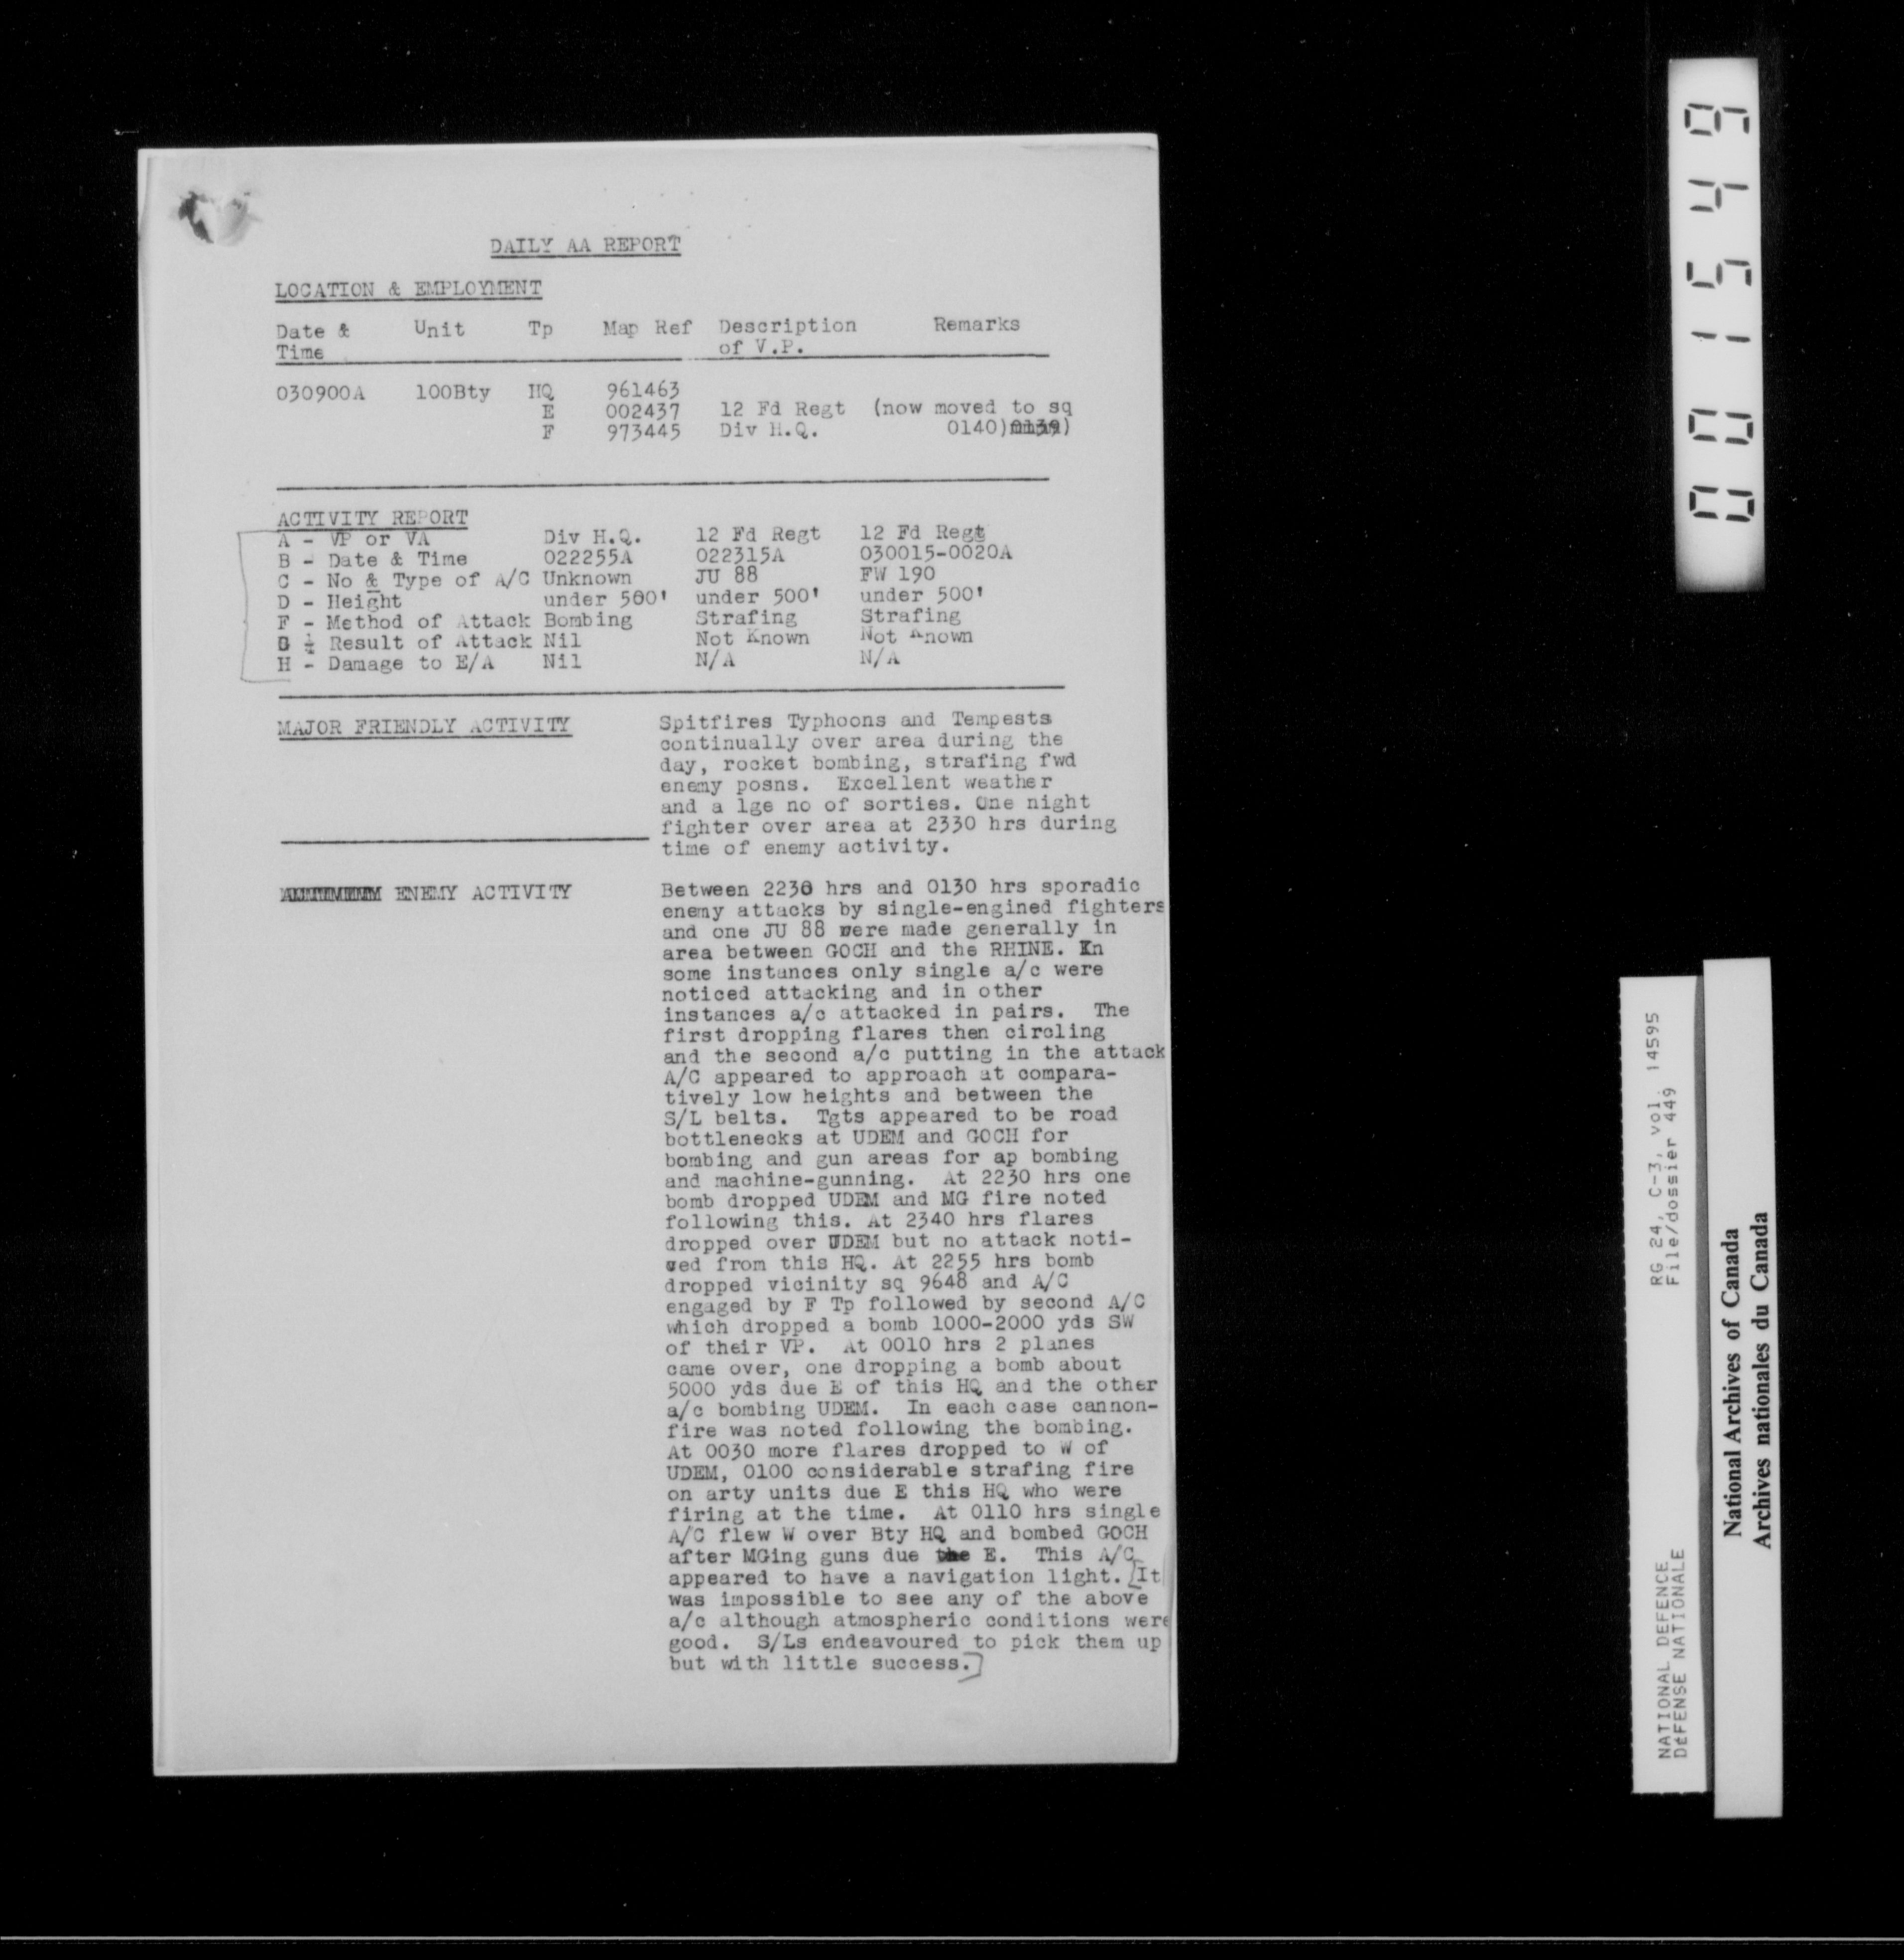 DAILY AA REPORT
LOCATION & EMPLOYMENT
Date & Time Unit Tp Map Ref Description of V.P. Remarks
030900A 100Bty HQ 961463
E 002437 12 Fd Regt (now moved to sq
F 973445 Div H.Q. 0140)
ACTIVITY REPORT
A - VP or VA Div H.Q. 12 Fd Regt 12 Fd Regt
B - Date & Time 022255A 022315A 030015-0020A
C - No & Type of A/C Unknown JU 88 FW 190
D - Height under 500' under 500' under 500'
F - Method of Attack Bombing Strafing Strafing
G - Result of Attack Nil Not Known Not Known
H - Damage to E/A Nil N/A N/A
MAJOR FRIENDLY ACTIVITY
Spitfires Typhoons and Tempests
continually over area during the
day, rocket bombing, strafing fwd
enemy posns. Excellent weather
and a lge no of sorties. One night
fighter over area at 2330 hrs during
time of enemy activity.
ENEMY ACTIVITY
Between 2230 hrs and 0130 hrs sporadic
enemy attacks by single-engined fighters
and one JU 88 were made generally in
area between GOCH and the RHINE. In
some instances only single a/c were
noticed attacking and in other
instances a/c attacked in pairs. The
first dropping flares then circling
and the second a/c putting in the attack
A/C appeared to approach at compara-
tively low heights and between the
S/L belts. Tgts appeared to be road
bottlenecks at UDEM and GOCH for
bombing and gun areas for ap bombing
and machine-gunning. At 2230 hrs one
bomb dropped UDEM and MG fire noted
following this. At 2340 hrs flares
dropped over UDEM but no attack noti-
ced from this HQ. At 2255 hrs bomb
dropped vicinity sq 9648 and A/C
engaged by F Tp followed by second A/C
which dropped a bomb 1000-2000 yds SW
of their VP. At 0010 hrs 2 planes
came over, one dropping a bomb about
5000 yds due E of this HQ and the other
a/c bombing UDEM. In each case cannon-
fire was noted following the bombing.
At 0030 more flares dropped to W of
UDEM, 0100 considerable strafing fire
on arty units due E this HQ who were
firing at the time. At 0110 hrs single
A/C flew W over Bty HQ and bombed GOCH
after MGing guns due E. This A/C
appeared to have a navigation light. [It
was impossible to see any of the above
a/c although atmospheric conditions were
good. S/Ls endeavoured to pick them up
but with little success.]
001549
NATIONAL DEFENCE RG 24, C-3, vol. 14595
DÉFENSE NATIONALE File/dossier 449
National Archives of Canada
Archives nationales du Canada